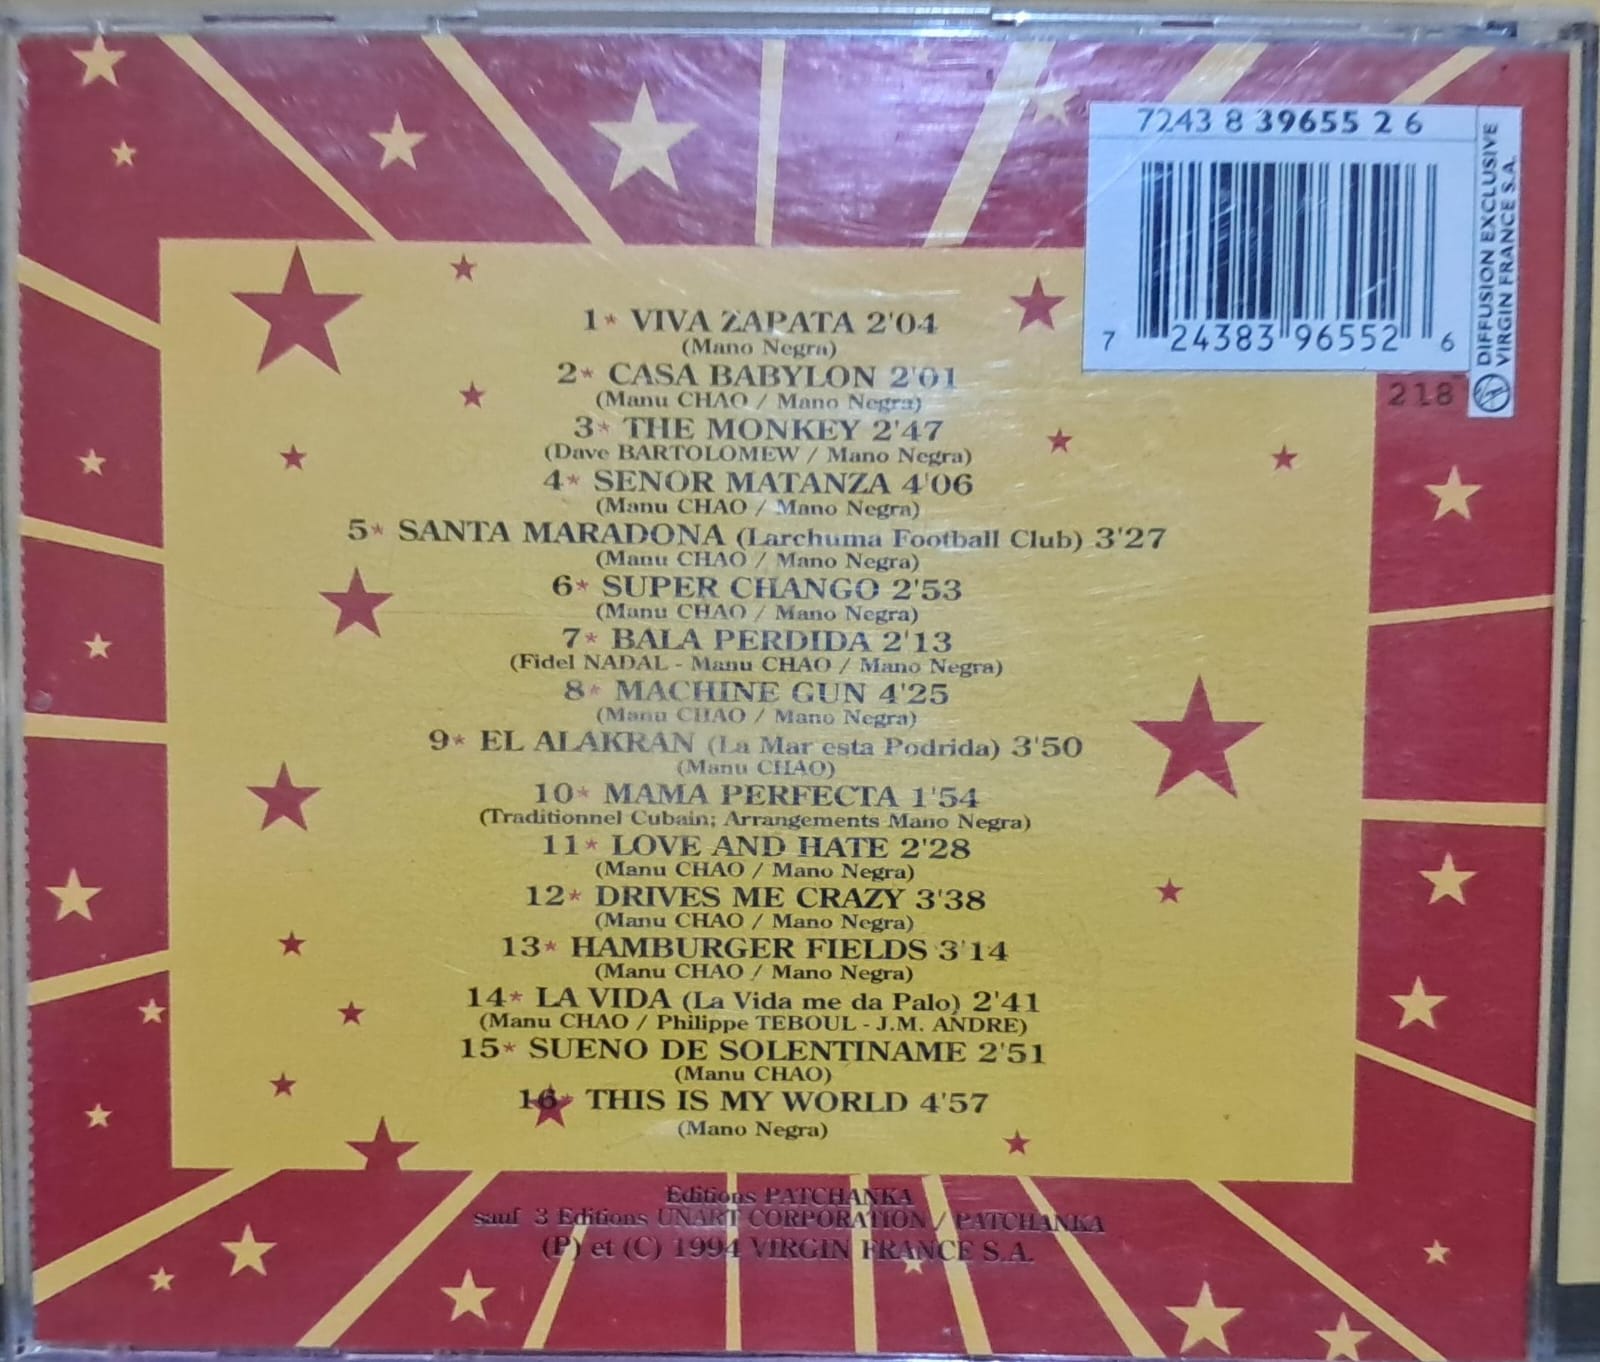 7243 8 39655 2 6
7 24383 96552 6
DIFFUSION EXCLUSIVE
VIRGIN FRANCE S.A.
218
1* VIVA ZAPATA 2'04
(Mano Negra)
2* CASA BABYLON 2'01
(Manu CHAO / Mano Negra)
3* THE MONKEY 2'47
(Dave BARTOLOMEW / Mano Negra)
4* SENOR MATANZA 4'06
(Manu CHAO / Mano Negra)
5* SANTA MARADONA (Larchuma Football Club) 3'27
(Manu CHAO / Mano Negra)
6* SUPER CHANGO 2'53
(Manu CHAO / Mano Negra)
7* BALA PERDIDA 2'13
(Fidel NADAL - Manu CHAO / Mano Negra)
8* MACHINE GUN 4'25
(Manu CHAO / Mano Negra)
9* EL ALAKRAN (La Mar esta Podrida) 3'50
(Manu CHAO)
10* MAMA PERFECTA 1'54
(Traditionnel Cubain; Arrangements Mano Negra)
11* LOVE AND HATE 2'28
(Manu CHAO / Mano Negra)
12* DRIVES ME CRAZY 3'38
(Manu CHAO / Mano Negra)
13* HAMBURGER FIELDS 3'14
(Manu CHAO / Mano Negra)
14* LA VIDA (La Vida me da Palo) 2'41
(Manu CHAO / Philippe TEBOUL - J.M. ANDRE)
15* SUENO DE SOLENTINAME 2'51
(Manu CHAO)
16* THIS IS MY WORLD 4'57
(Mano Negra)
Editions PATCHANKA
sauf 3 Editions UNART CORPORATION / PATCHANKA
(P) et (C) 1994 VIRGIN FRANCE S.A.